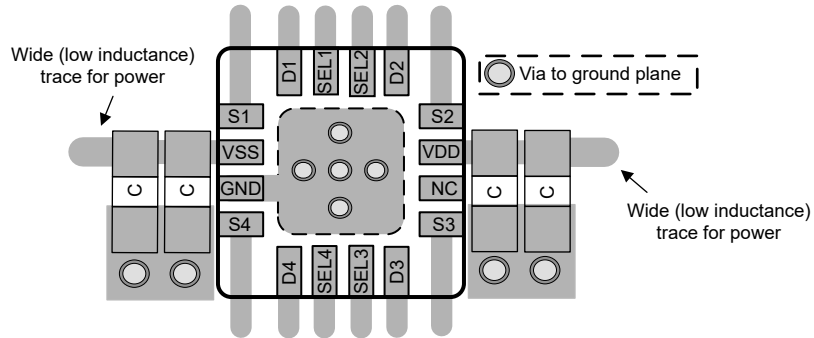 Wide (low inductance)
trace for power
D1
SEL1
SEL2
D2
Via to ground plane
S1
S2
VSS
VDD
C
C
GND
NC
C
C
S4
S3
Wide (low inductance)
trace for power
D4
SEL4
SEL3
D3